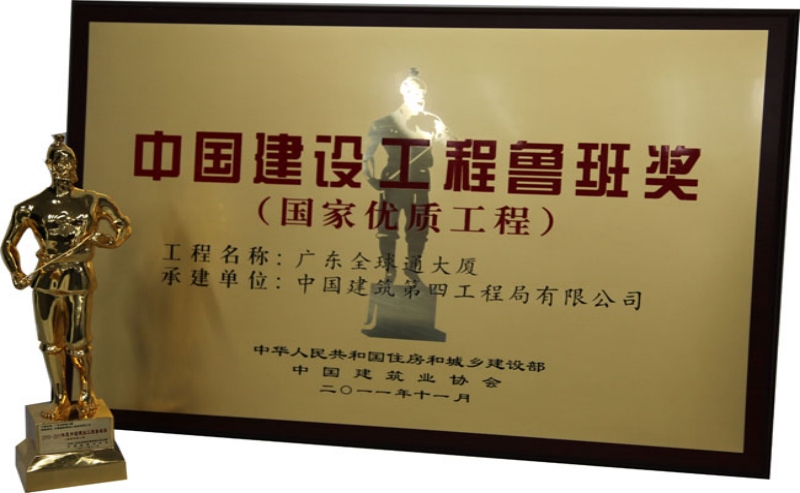 中国建设工程鲁班奖
（国家优质工程）
工程名称：广东全球通大厦
承建单位：中国建筑第四工程局有限公司
中华人民共和国住房和城乡建设部
中国建筑业协会
二〇一一年十一月